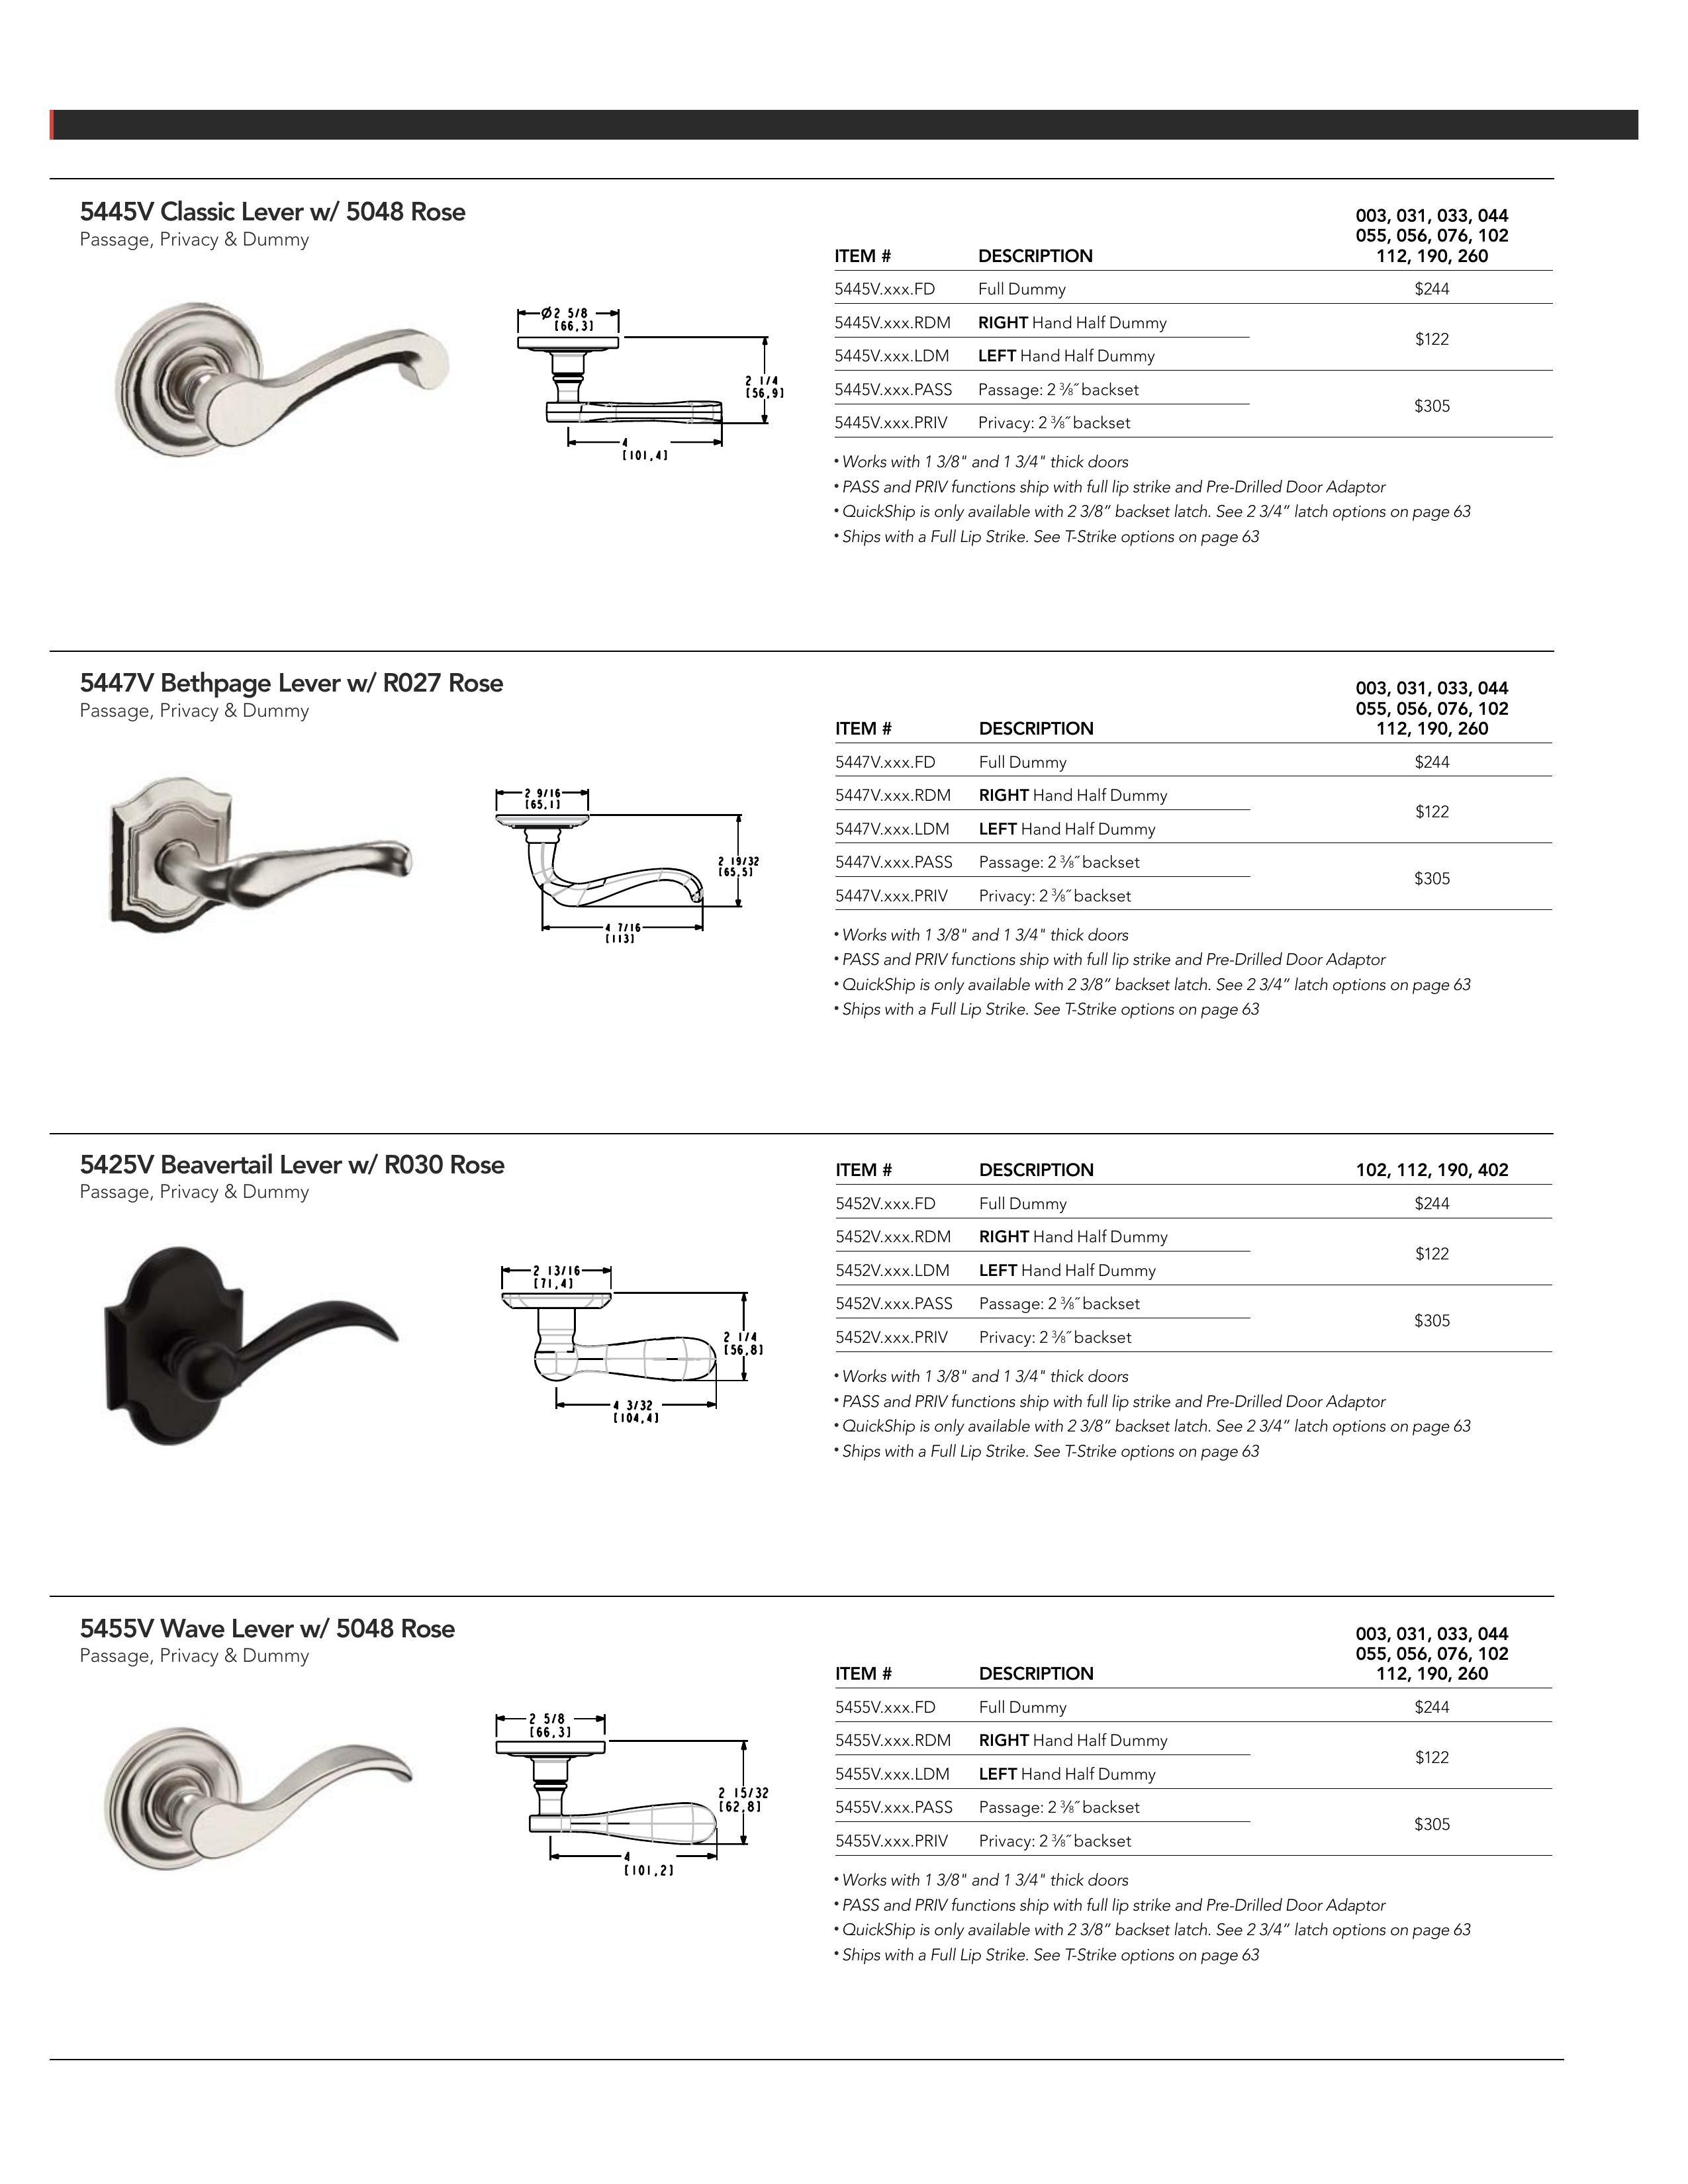 5445V Classic Lever w/ 5048 Rose
Passage, Privacy & Dummy
Ø2 5/8
[66,3]
2 1/4
[56,9]
4
[101,4]
003, 031, 033, 044
055, 056, 076, 102
ITEM # DESCRIPTION 112, 190, 260
5445V.xxx.FD Full Dummy $244
5445V.xxx.RDM RIGHT Hand Half Dummy
$122
5445V.xxx.LDM LEFT Hand Half Dummy
5445V.xxx.PASS Passage: 2 ⅜˝ backset
$305
5445V.xxx.PRIV Privacy: 2 ⅜˝ backset
• Works with 1 3/8" and 1 3/4" thick doors
• PASS and PRIV functions ship with full lip strike and Pre-Drilled Door Adaptor
• QuickShip is only available with 2 3/8” backset latch. See 2 3/4” latch options on page 63
• Ships with a Full Lip Strike. See T-Strike options on page 63
5447V Bethpage Lever w/ R027 Rose
Passage, Privacy & Dummy
2 9/16
[65,1]
2 19/32
[65,5]
4 7/16
[113]
003, 031, 033, 044
055, 056, 076, 102
ITEM # DESCRIPTION 112, 190, 260
5447V.xxx.FD Full Dummy $244
5447V.xxx.RDM RIGHT Hand Half Dummy
$122
5447V.xxx.LDM LEFT Hand Half Dummy
5447V.xxx.PASS Passage: 2 ⅜˝ backset
$305
5447V.xxx.PRIV Privacy: 2 ⅜˝ backset
• Works with 1 3/8" and 1 3/4" thick doors
• PASS and PRIV functions ship with full lip strike and Pre-Drilled Door Adaptor
• QuickShip is only available with 2 3/8” backset latch. See 2 3/4” latch options on page 63
• Ships with a Full Lip Strike. See T-Strike options on page 63
5425V Beavertail Lever w/ R030 Rose
Passage, Privacy & Dummy
2 13/16
[71,4]
2 1/4
[56,8]
4 3/32
[104,4]
ITEM # DESCRIPTION 102, 112, 190, 402
5452V.xxx.FD Full Dummy $244
5452V.xxx.RDM RIGHT Hand Half Dummy
$122
5452V.xxx.LDM LEFT Hand Half Dummy
5452V.xxx.PASS Passage: 2 ⅜˝ backset
$305
5452V.xxx.PRIV Privacy: 2 ⅜˝ backset
• Works with 1 3/8" and 1 3/4" thick doors
• PASS and PRIV functions ship with full lip strike and Pre-Drilled Door Adaptor
• QuickShip is only available with 2 3/8” backset latch. See 2 3/4” latch options on page 63
• Ships with a Full Lip Strike. See T-Strike options on page 63
5455V Wave Lever w/ 5048 Rose
Passage, Privacy & Dummy
2 5/8
[66,3]
2 15/32
[62,8]
4
[101,2]
003, 031, 033, 044
055, 056, 076, 102
ITEM # DESCRIPTION 112, 190, 260
5455V.xxx.FD Full Dummy $244
5455V.xxx.RDM RIGHT Hand Half Dummy
$122
5455V.xxx.LDM LEFT Hand Half Dummy
5455V.xxx.PASS Passage: 2 ⅜˝ backset
$305
5455V.xxx.PRIV Privacy: 2 ⅜˝ backset
• Works with 1 3/8" and 1 3/4" thick doors
• PASS and PRIV functions ship with full lip strike and Pre-Drilled Door Adaptor
• QuickShip is only available with 2 3/8” backset latch. See 2 3/4” latch options on page 63
• Ships with a Full Lip Strike. See T-Strike options on page 63